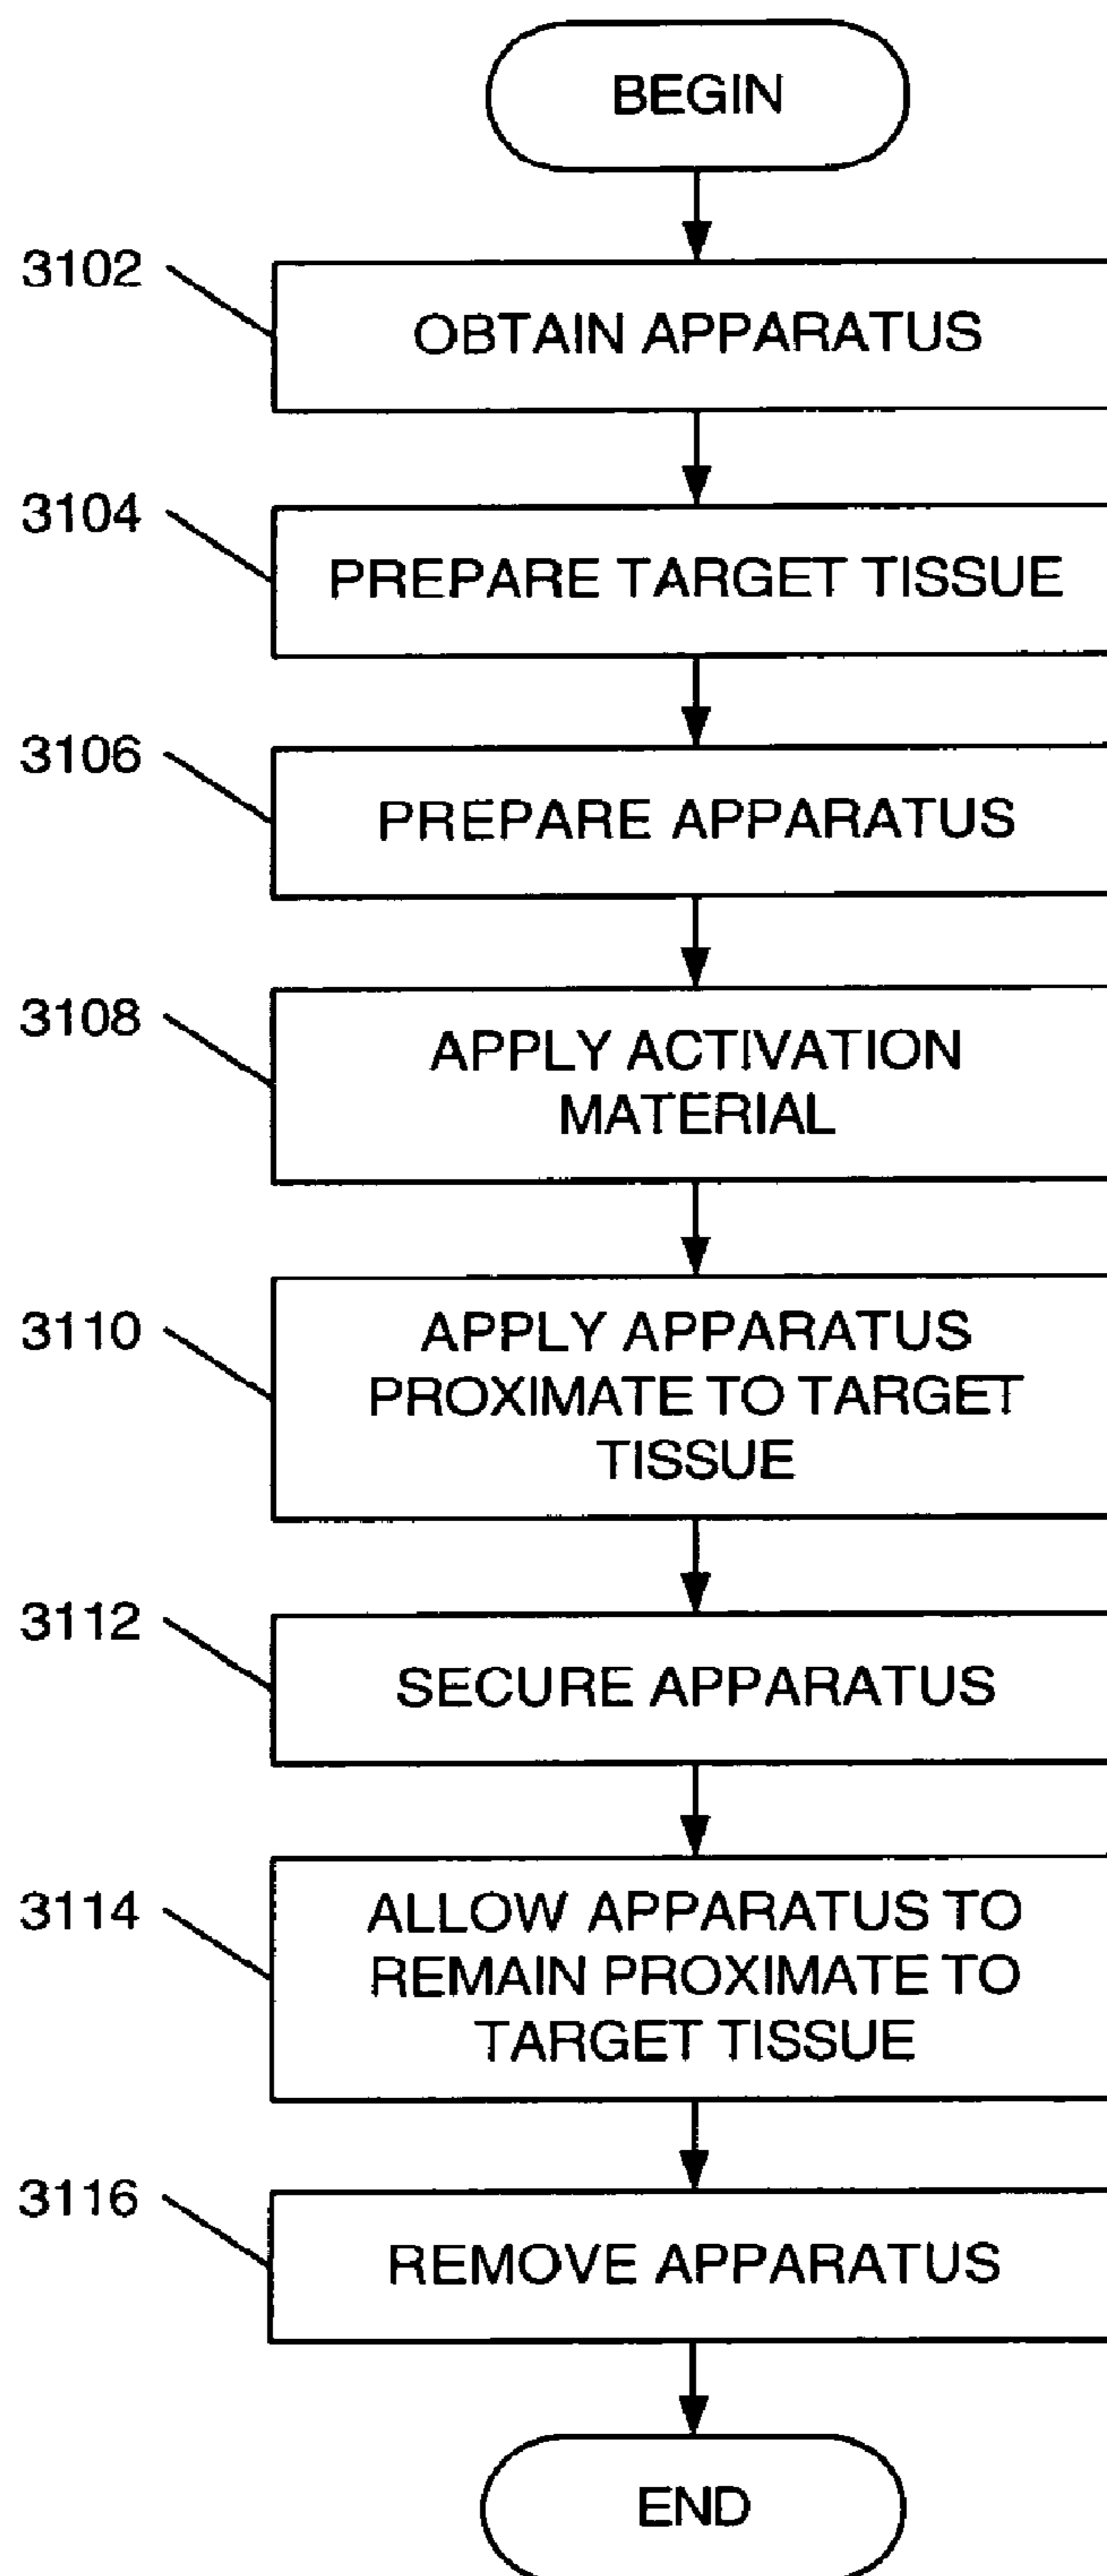 BEGIN
3102
OBTAIN APPARATUS
3104
PREPARE TARGET TISSUE
3106
PREPARE APPARATUS
3108
APPLY ACTIVATION
MATERIAL
3110
APPLY APPARATUS
PROXIMATE TO TARGET
TISSUE
3112
SECURE APPARATUS
3114
ALLOW APPARATUS TO
REMAIN PROXIMATE TO
TARGET TISSUE
3116
REMOVE APPARATUS
END